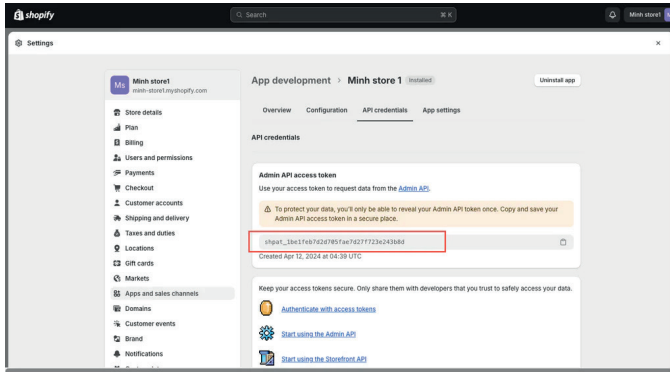 shopify
Search
⌘ K
Minh store1
Settings
Ms
Minh store1
minh-store1.myshopify.com
Store details
Plan
Billing
Users and permissions
Payments
Checkout
Customer accounts
Shipping and delivery
Taxes and duties
Locations
Gift cards
Markets
Apps and sales channels
Domains
Customer events
Brand
Notifications
App development › Minh store 1 Installed
Uninstall app
Overview Configuration API credentials App settings
API credentials
Admin API access token
Use your access token to request data from the Admin API.
To protect your data, you'll only be able to reveal your Admin API token once. Copy and save your
Admin API access token in a secure place.
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
Created Apr 12, 2024 at 04:39 UTC
Keep your access tokens secure. Only share them with developers that you trust to safely access your data.
Authenticate with access tokens
Start using the Admin API
Start using the Storefront API